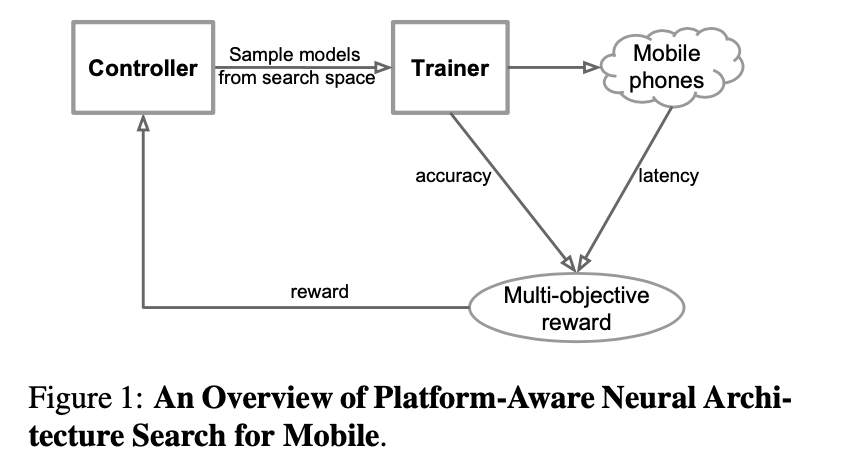 Controller
Sample models
from search space
Trainer
Mobile
phones
accuracy
latency
reward
Multi-objective
reward
Figure 1: An Overview of Platform-Aware Neural Archi-
tecture Search for Mobile.